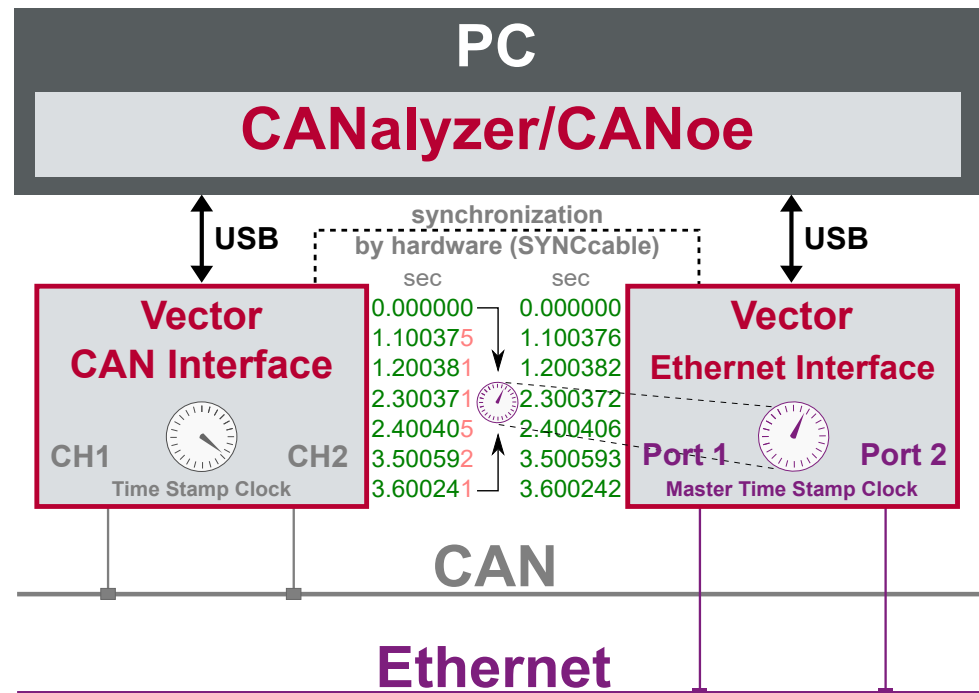 PC
CANalyzer/CANoe
USB
synchronization
by hardware (SYNCcable)
USB
Vector
CAN Interface
CH1
CH2
Time Stamp Clock
sec
0.000000
1.100375
1.200381
2.300371
2.400405
3.500592
3.600241
sec
0.000000
1.100376
1.200382
2.300372
2.400406
3.500593
3.600242
Vector
Ethernet Interface
Port 1
Port 2
Master Time Stamp Clock
CAN
Ethernet